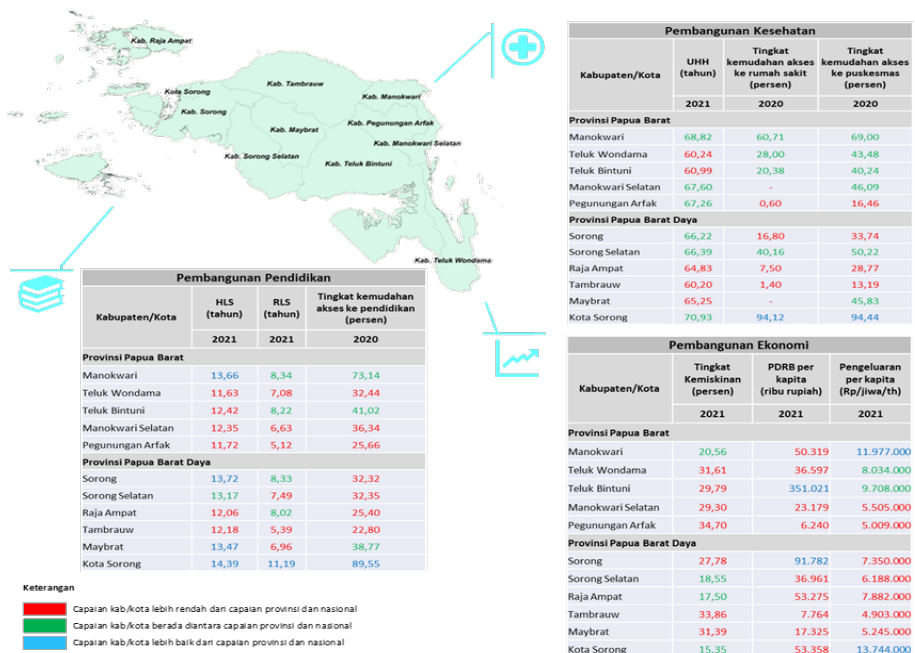 Kab. Raja Ampat
Kota Sorong
Kab. Sorong
Kab. Tambrauw
Kab. Manokwari
Kab. Pegunungan Arfak
Kab. Maybrat
Kab. Manokwari Selatan
Kab. Sorong Selatan
Kab. Teluk Bintuni
Kab. Teluk Wondama
Pembangunan Kesehatan
Kabupaten/Kota UHH (tahun) Tingkat kemudahan akses ke rumah sakit (persen) Tingkat kemudahan akses ke puskesmas (persen)
2021 2020 2020
Provinsi Papua Barat
Manokwari 68,82 60,71 69,00
Teluk Wondama 60,24 28,00 43,48
Teluk Bintuni 60,99 20,38 40,24
Manokwari Selatan 67,60 - 46,09
Pegunungan Arfak 67,26 0,60 16,46
Provinsi Papua Barat Daya
Sorong 66,22 16,80 33,74
Sorong Selatan 66,39 40,16 50,22
Raja Ampat 64,83 7,50 28,77
Tambrauw 60,20 1,40 13,19
Maybrat 65,25 - 45,83
Kota Sorong 70,93 94,12 94,44
Pembangunan Pendidikan
Kabupaten/Kota HLS (tahun) RLS (tahun) Tingkat kemudahan akses ke pendidikan (persen)
2021 2021 2020
Provinsi Papua Barat
Manokwari 13,66 8,34 73,14
Teluk Wondama 11,63 7,08 32,44
Teluk Bintuni 12,42 8,22 41,02
Manokwari Selatan 12,35 6,63 36,34
Pegunungan Arfak 11,72 5,12 25,66
Provinsi Papua Barat Daya
Sorong 13,72 8,33 32,32
Sorong Selatan 13,17 7,49 32,35
Raja Ampat 12,06 8,02 25,40
Tambrauw 12,18 5,39 22,80
Maybrat 13,47 6,96 38,77
Kota Sorong 14,39 11,19 89,55
Pembangunan Ekonomi
Kabupaten/Kota Tingkat Kemiskinan (persen) PDRB per kapita (ribu rupiah) Pengeluaran per kapita (Rp/jiwa/th)
2021 2021 2021
Provinsi Papua Barat
Manokwari 20,56 50.319 11.977.000
Teluk Wondama 31,61 36.597 8.034.000
Teluk Bintuni 29,79 351.021 9.708.000
Manokwari Selatan 29,30 23.179 5.505.000
Pegunungan Arfak 34,70 6.240 5.009.000
Provinsi Papua Barat Daya
Sorong 27,78 91.782 7.350.000
Sorong Selatan 18,55 36.961 6.188.000
Raja Ampat 17,50 53.275 7.882.000
Tambrauw 33,86 7.764 4.903.000
Maybrat 31,39 17.325 5.245.000
Kota Sorong 15,35 53.358 13.744.000
Keterangan
Capaian kab/kota lebih rendah dari capaian provinsi dan nasional
Capaian kab/kota berada diantara capaian provinsi dan nasional
Capaian kab/kota lebih baik dari capaian provinsi dan nasional